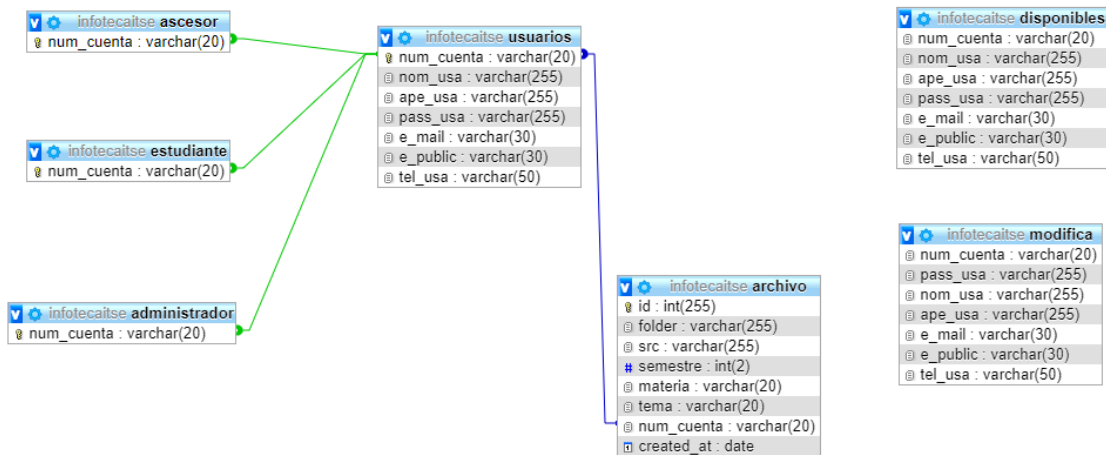 infotecaitse ascesor
num_cuenta : varchar(20)
infotecaitse estudiante
num_cuenta : varchar(20)
infotecaitse administrador
num_cuenta : varchar(20)
infotecaitse usuarios
num_cuenta : varchar(20)
nom_usa : varchar(255)
ape_usa : varchar(255)
pass_usa : varchar(255)
e_mail : varchar(30)
e_public : varchar(30)
tel_usa : varchar(50)
infotecaitse archivo
id : int(255)
folder : varchar(255)
src : varchar(255)
# semestre : int(2)
materia : varchar(20)
tema : varchar(20)
num_cuenta : varchar(20)
created_at : date
infotecaitse disponibles
num_cuenta : varchar(20)
nom_usa : varchar(255)
ape_usa : varchar(255)
pass_usa : varchar(255)
e_mail : varchar(30)
e_public : varchar(30)
tel_usa : varchar(50)
infotecaitse modifica
num_cuenta : varchar(20)
pass_usa : varchar(255)
nom_usa : varchar(255)
ape_usa : varchar(255)
e_mail : varchar(30)
e_public : varchar(30)
tel_usa : varchar(50)